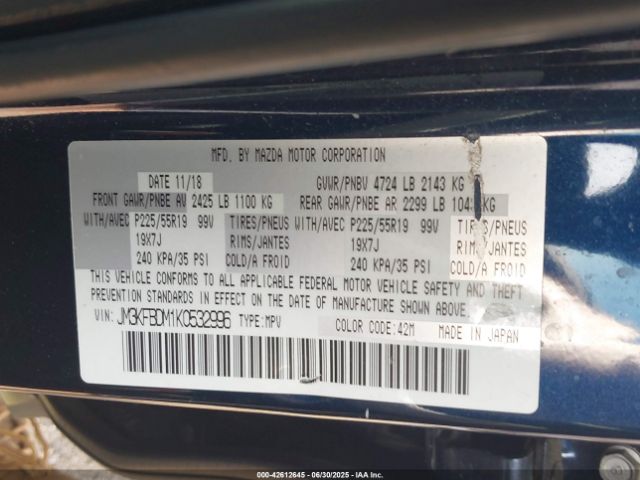 MFD. BY MAZDA MOTOR CORPORATION
DATE 11/18 GVWR/PNBV 4724 LB 2143 KG
FRONT GAWR/PNBE AV 2425 LB 1100 KG REAR GAWR/PNBE AR 2299 LB KG
WITH/AVEC P225/55R19 99V TIRES/PNEUS WITH/AVEC P225/55R19 99V TIRES/PNEUS
19X7J RIMS/JANTES 19X7J RIMS/JANTES
240 KPA/35 PSI COLD/A FROID 240 KPA/35 PSI COLD/A FROID
THIS VEHICLE CONFORMS TO ALL APPLICABLE FEDERAL MOTOR VEHICLE SAFETY AND THEFT
PREVENTION STANDARDS IN EFFECT ON THE DATE OF MANUFACTURE SHOWN ABOVE.
VIN: JM3KFBDM1K0532996 TYPE:MPV COLOR CODE:42M MADE IN JAPAN
000-42612645 - 06/30/2025 - IAA Inc.